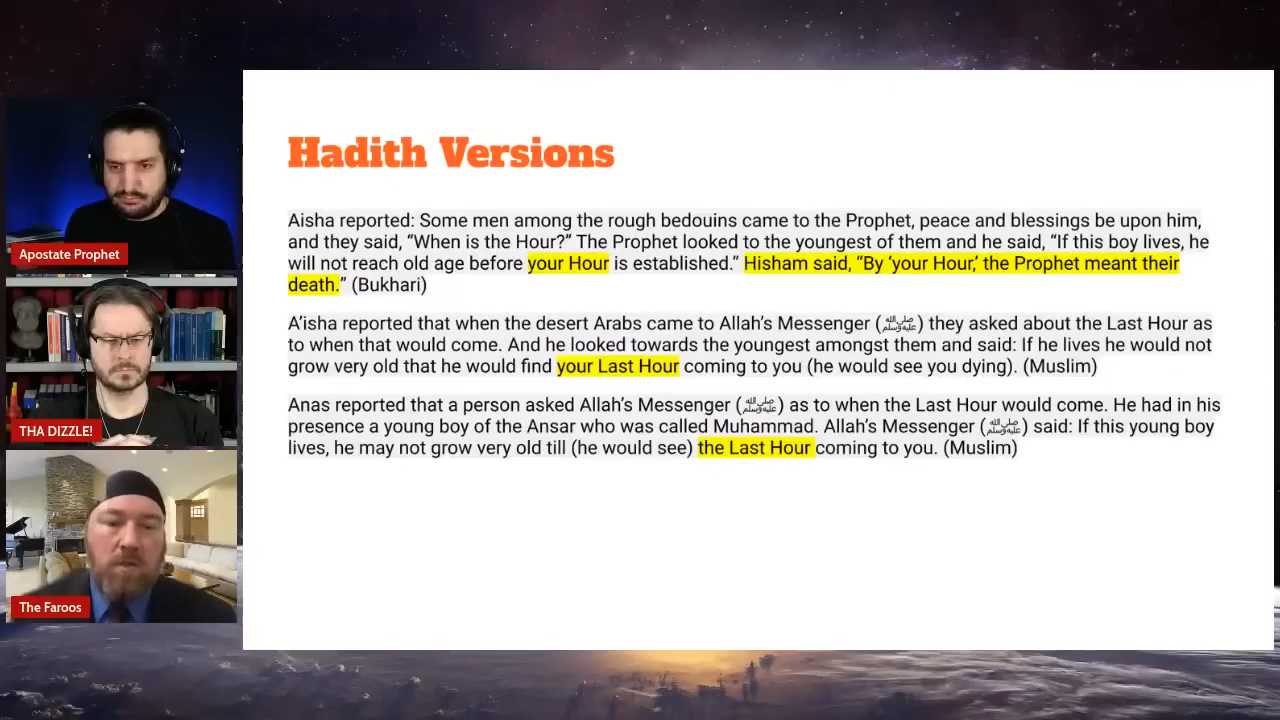 Hadith Versions
Aisha reported: Some men among the rough bedouins came to the Prophet, peace and blessings be upon him,
and they said, “When is the Hour?” The Prophet looked to the youngest of them and he said, “If this boy lives, he
will not reach old age before your Hour is established.” Hisham said, “By ‘your Hour,’ the Prophet meant their
death.” (Bukhari)
A’isha reported that when the desert Arabs came to Allah’s Messenger (ﷺ) they asked about the Last Hour as
to when that would come. And he looked towards the youngest amongst them and said: If he lives he would not
grow very old that he would find your Last Hour coming to you (he would see you dying). (Muslim)
Anas reported that a person asked Allah’s Messenger (ﷺ) as to when the Last Hour would come. He had in his
presence a young boy of the Ansar who was called Muhammad. Allah’s Messenger (ﷺ) said: If this young boy
lives, he may not grow very old till (he would see) the Last Hour coming to you. (Muslim)
Apostate Prophet
THA DIZZLE!
The Faroos